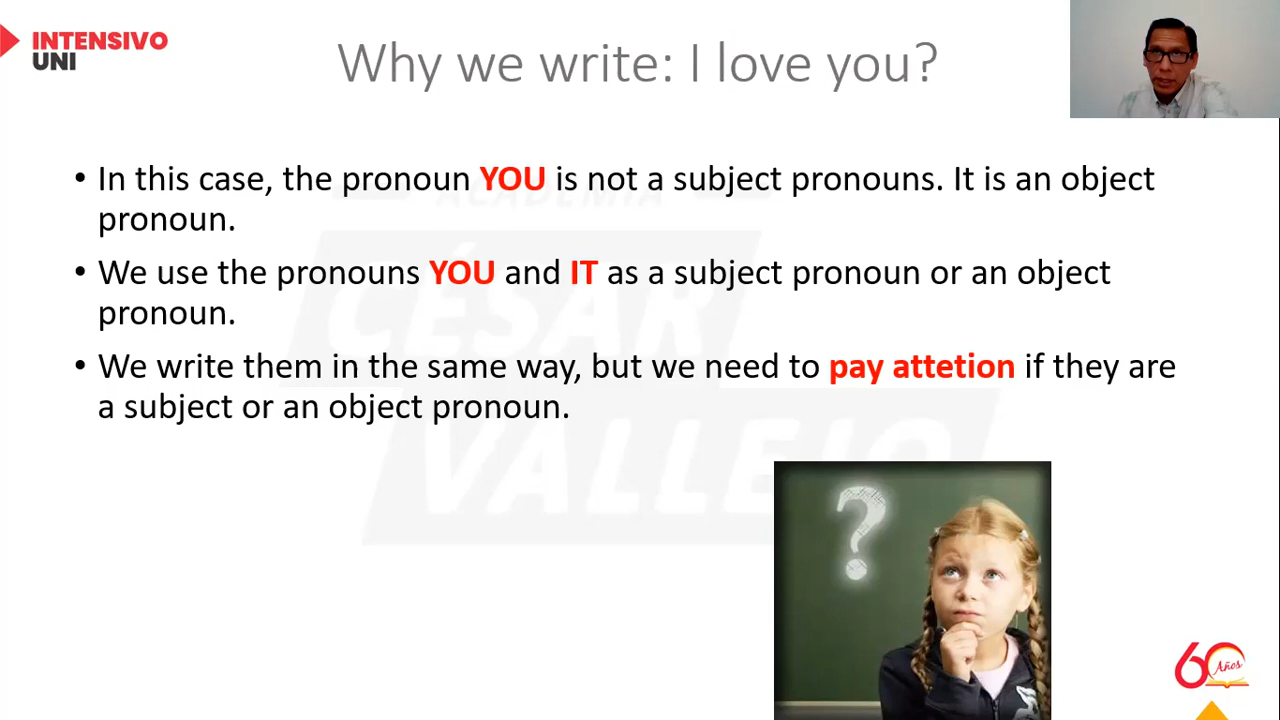 INTENSIVO
UNI
Why we write: I love you?
• In this case, the pronoun YOU is not a subject pronouns. It is an object
pronoun.
• We use the pronouns YOU and IT as a subject pronoun or an object
pronoun.
• We write them in the same way, but we need to pay attetion if they are
a subject or an object pronoun.
ACADEMIA
CÉSAR
VALLEJO
?
60
Años